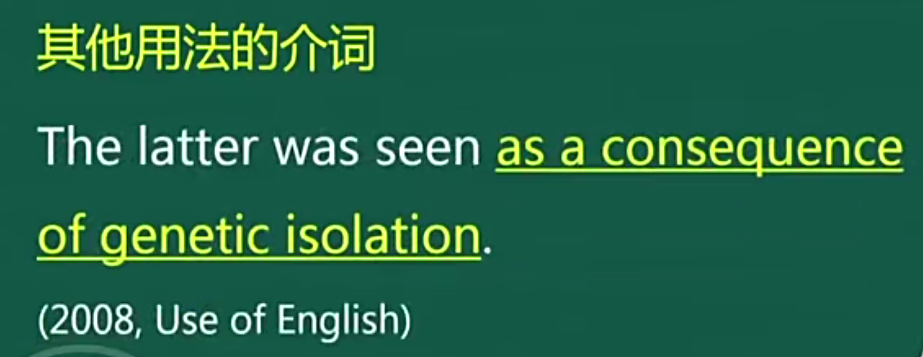 其他用法的介词
The latter was seen as a consequence
of genetic isolation.
(2008, Use of English)